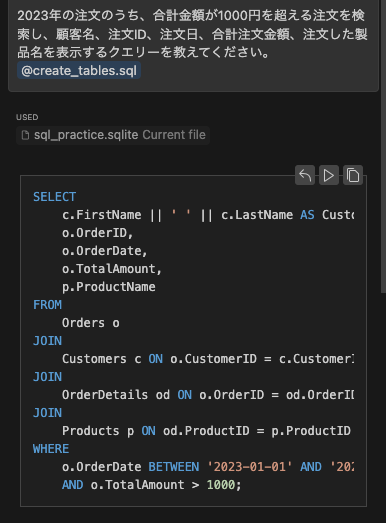 2023年の注文のうち、合計金額が1000円を超える注文を検
索し、顧客名、注文ID、注文日、合計注文金額、注文した製
品名を表示するクエリーを教えてください。
@create_tables.sql
USED
sql_practice.sqlite Current file
SELECT
c.FirstName || ' ' || c.LastName AS Custo
o.OrderID,
o.OrderDate,
o.TotalAmount,
p.ProductName
FROM
Orders o
JOIN
Customers c ON o.CustomerID = c.CustomerI
JOIN
OrderDetails od ON o.OrderID = od.OrderID
JOIN
Products p ON od.ProductID = p.ProductID
WHERE
o.OrderDate BETWEEN '2023-01-01' AND '202
AND o.TotalAmount > 1000;